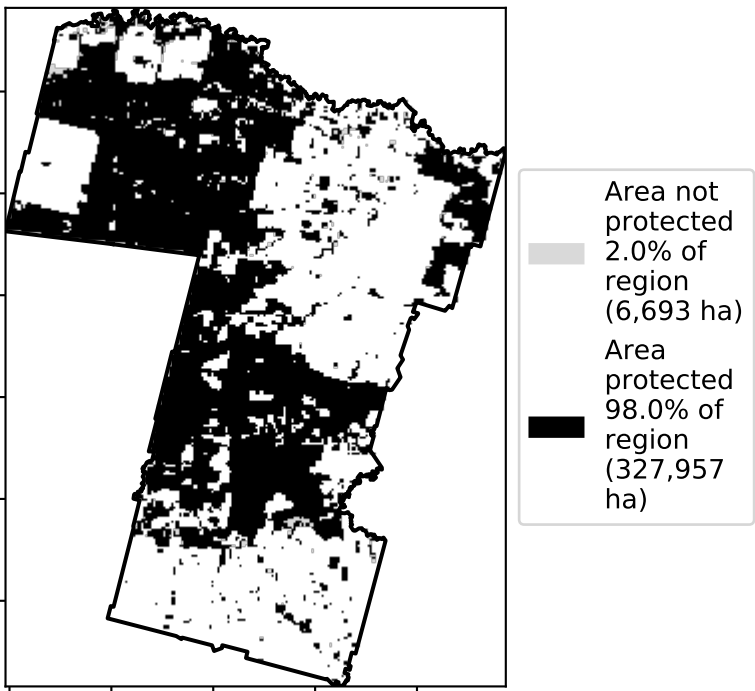 Area not
protected
2.0% of
region
(6,693 ha)
Area
protected
98.0% of
region
(327,957
ha)